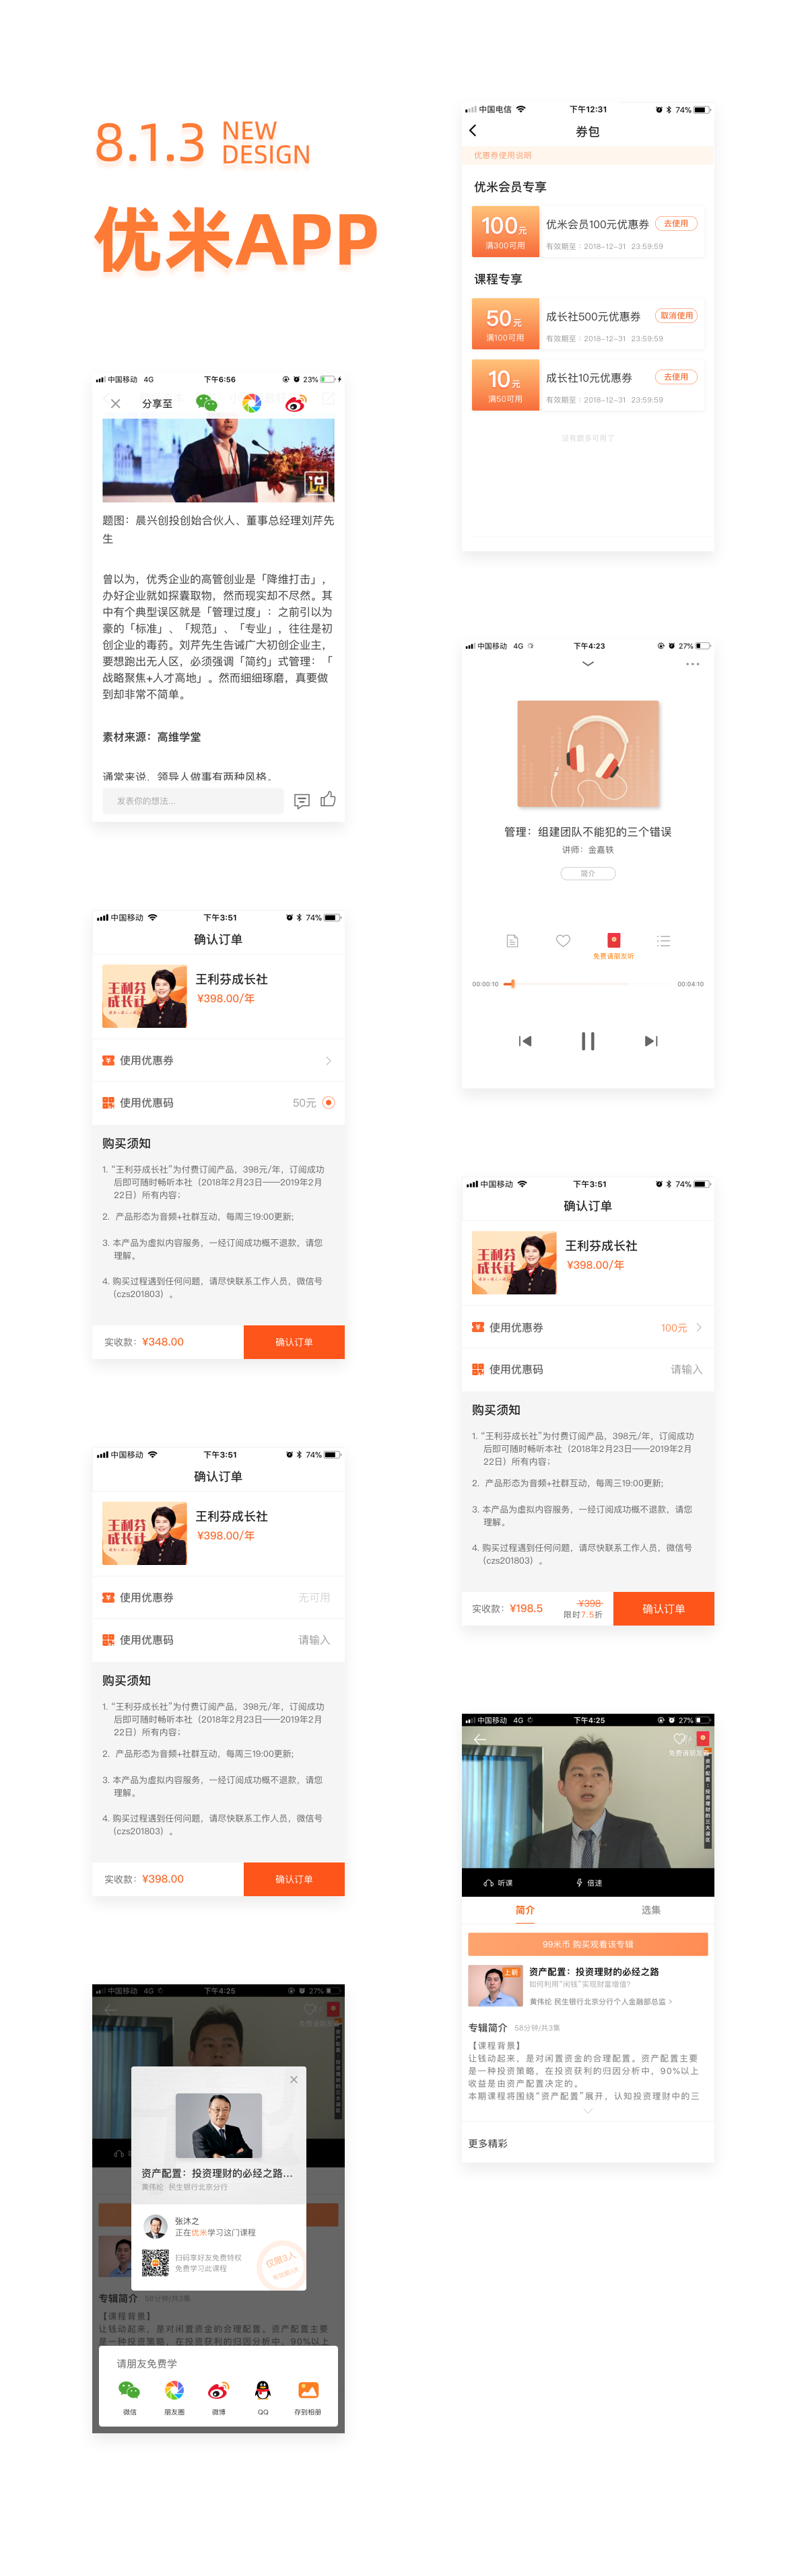 8.1.3 NEW
DESIGN
优米APP
中国移动 4G 下午6:56 23%
分享至
题图：晨兴创投创始合伙人、董事总经理刘芹先
生
曾以为，优秀企业的高管创业是「降维打击」，
办好企业就如探囊取物，然而现实却不尽然。其
中有个典型误区就是「管理过度」：之前引以为
豪的「标准」、「规范」、「专业」，往往是初
创企业的毒药。刘芹先生告诫广大初创企业主，
要想跑出无人区，必须强调「简约」式管理：「
战略聚焦+人才高地」。然而细细琢磨，真要做
到却非常不简单。
素材来源：高维学堂
通常来说，领导人做事有两种风格。
发表你的想法...
中国移动 下午3:51 74%
确认订单
王利芬
成长社
王利芬成长社
¥398.00/年
使用优惠券
使用优惠码 50元
购买须知
1. “王利芬成长社”为付费订阅产品，398元/年，订阅成功
后即可随时畅听本社（2018年2月23日——2019年2月
22日）所有内容；
2. 产品形态为音频+社群互动，每周三19:00更新;
3. 本产品为虚拟内容服务，一经订阅成功概不退款，请您
理解。
4. 购买过程遇到任何问题，请尽快联系工作人员，微信号
(czs201803) 。
实收款：¥348.00 确认订单
中国移动 下午3:51 74%
确认订单
王利芬
成长社
王利芬成长社
¥398.00/年
使用优惠券 无可用
使用优惠码 请输入
购买须知
1. “王利芬成长社”为付费订阅产品，398元/年，订阅成功
后即可随时畅听本社（2018年2月23日——2019年2月
22日）所有内容；
2. 产品形态为音频+社群互动，每周三19:00更新;
3. 本产品为虚拟内容服务，一经订阅成功概不退款，请您
理解。
4. 购买过程遇到任何问题，请尽快联系工作人员，微信号
(czs201803) 。
实收款：¥398.00 确认订单
中国移动 4G 下午4:25 27%
资产配置：投资理财的必经之路...
黄伟纶 民生银行北京分行
张沐之
正在优米学习这门课程
扫码享好友免费特权
免费学习此课程
仅限3人
专辑简介 58分钟/共3集
【课程背景】
让钱动起来，是对闲置资金的合理配置。资产配置主要
是一种投资策略，在投资获利的归因分析中，90%以上
请朋友免费学
微信 朋友圈 微博 QQ 存到相册
中国电信 下午12:31 74%
券包
优惠券使用说明
优米会员专享
100元 优米会员100元优惠券 去使用
满300可用 有效期至：2018-12-31 23:59:59
课程专享
50元 成长社500元优惠券 取消使用
满100可用 有效期至：2018-12-31 23:59:59
10元 成长社10元优惠券 去使用
满50可用 有效期至：2018-12-31 23:59:59
没有跟多可用了
中国移动 4G 下午4:23 27%
管理：组建团队不能犯的三个错误
讲师：金嘉轶
简介
免费请朋友听
00:00:10 00:04:10
中国移动 下午3:51 74%
确认订单
王利芬
成长社
王利芬成长社
¥398.00/年
使用优惠券 100元
使用优惠码 请输入
购买须知
1. “王利芬成长社”为付费订阅产品，398元/年，订阅成功
后即可随时畅听本社（2018年2月23日——2019年2月
22日）所有内容；
2. 产品形态为音频+社群互动，每周三19:00更新;
3. 本产品为虚拟内容服务，一经订阅成功概不退款，请您
理解。
4. 购买过程遇到任何问题，请尽快联系工作人员，微信号
(czs201803) 。
实收款：¥198.5 ¥398 确认订单
限时7.5折
中国移动 4G 下午4:25 27%
免费请朋友看
资产配置：投资理财的三大误区
听课 倍速
简介 选集
99米币 购买观看该专辑
上新
资产配置：投资理财的必经之路
如何利用“闲钱”实现财富增值?
黄伟纶 民生银行北京分行个人金融部总监 >
专辑简介 58分钟/共3集
【课程背景】
让钱动起来，是对闲置资金的合理配置。资产配置主要
是一种投资策略，在投资获利的归因分析中，90%以上
收益是由资产配置决定的。
本期课程将围绕“资产配置”展开，认知投资理财中的三
更多精彩